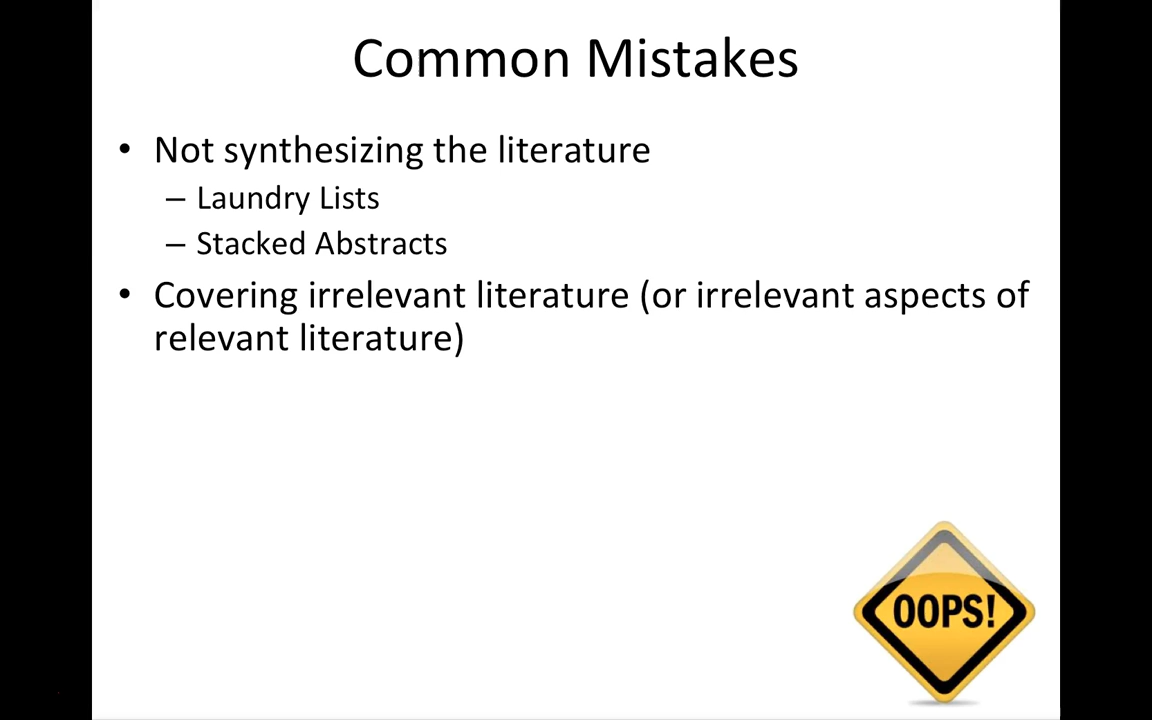 Common Mistakes
• Not synthesizing the literature
– Laundry Lists
– Stacked Abstracts
• Covering irrelevant literature (or irrelevant aspects of
relevant literature)
OOPS!